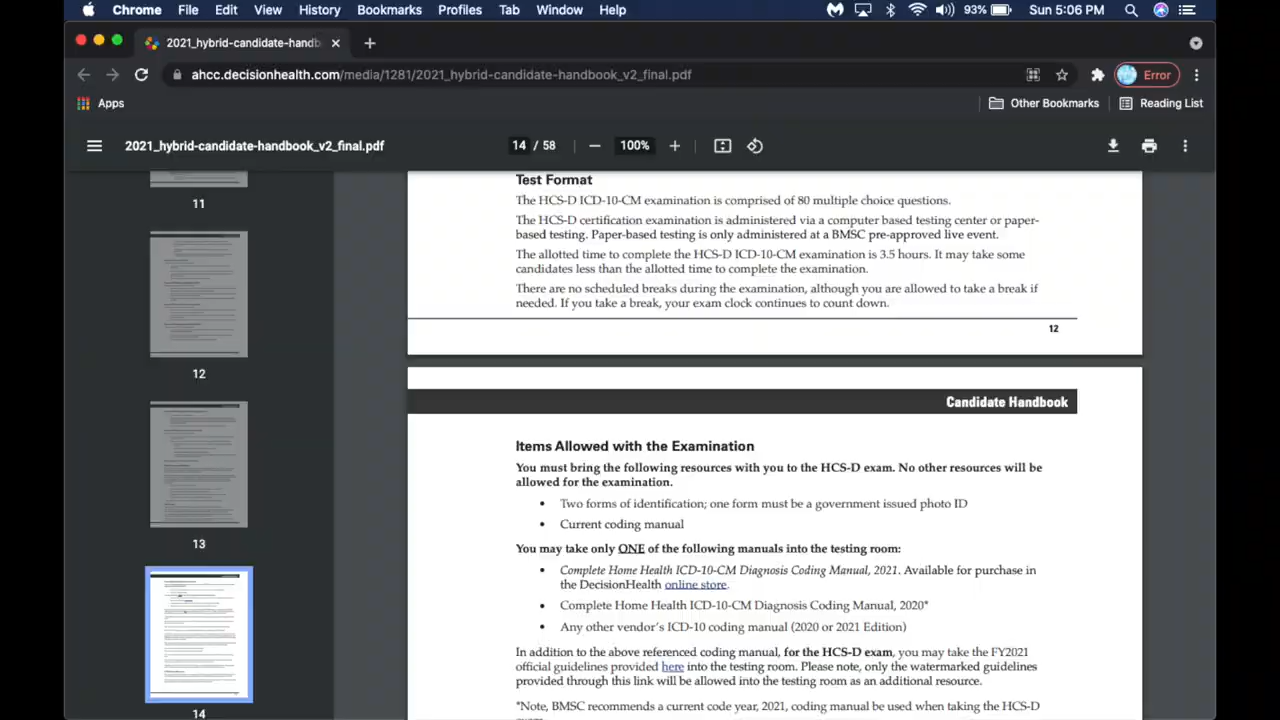 Chrome File Edit View History Bookmarks Profiles Tab Window Help 93% Sun 5:06 PM
2021_hybrid-candidate-handb
ahcc.decisionhealth.com/media/1281/2021_hybrid-candidate-handbook_v2_final.pdf Error
Apps Other Bookmarks Reading List
2021_hybrid-candidate-handbook_v2_final.pdf 14 / 58 100%
11
12
13
14
Test Format
The HCS-D ICD-10-CM examination is comprised of 80 multiple choice questions.
The HCS-D certification examination is administered via a computer based testing center or paper-
based testing. Paper-based testing is only administered at a BMSC pre-approved live event.
The allotted time to complete the HCS-D ICD-10-CM examination is 3.5 hours. It may take some
candidates less than the allotted time to complete the examination.
There are no scheduled breaks during the examination, although you are allowed to take a break if
needed. If you take a break, your exam clock continues to count down.
12
Candidate Handbook
Items Allowed with the Examination
You must bring the following resources with you to the HCS-D exam. No other resources will be
allowed for the examination.
• Two forms of identification; one form must be a government issued photo ID
• Current coding manual
You may take only ONE of the following manuals into the testing room:
• Complete Home Health ICD-10-CM Diagnosis Coding Manual, 2021. Available for purchase in
the DecisionHealth online store.
• Complete Home Health ICD-10-CM Diagnosis Coding Manual, 2020*
• Any other vendor's ICD-10 coding manual (2020 or 2021 Edition)
In addition to the above referenced coding manual, for the HCS-D exam, you may take the FY2021
official guidelines provided here into the testing room. Please note, only the watermarked guidelines
provided through this link will be allowed into the testing room as an additional resource.
*Note, BMSC recommends a current code year, 2021, coding manual be used when taking the HCS-D